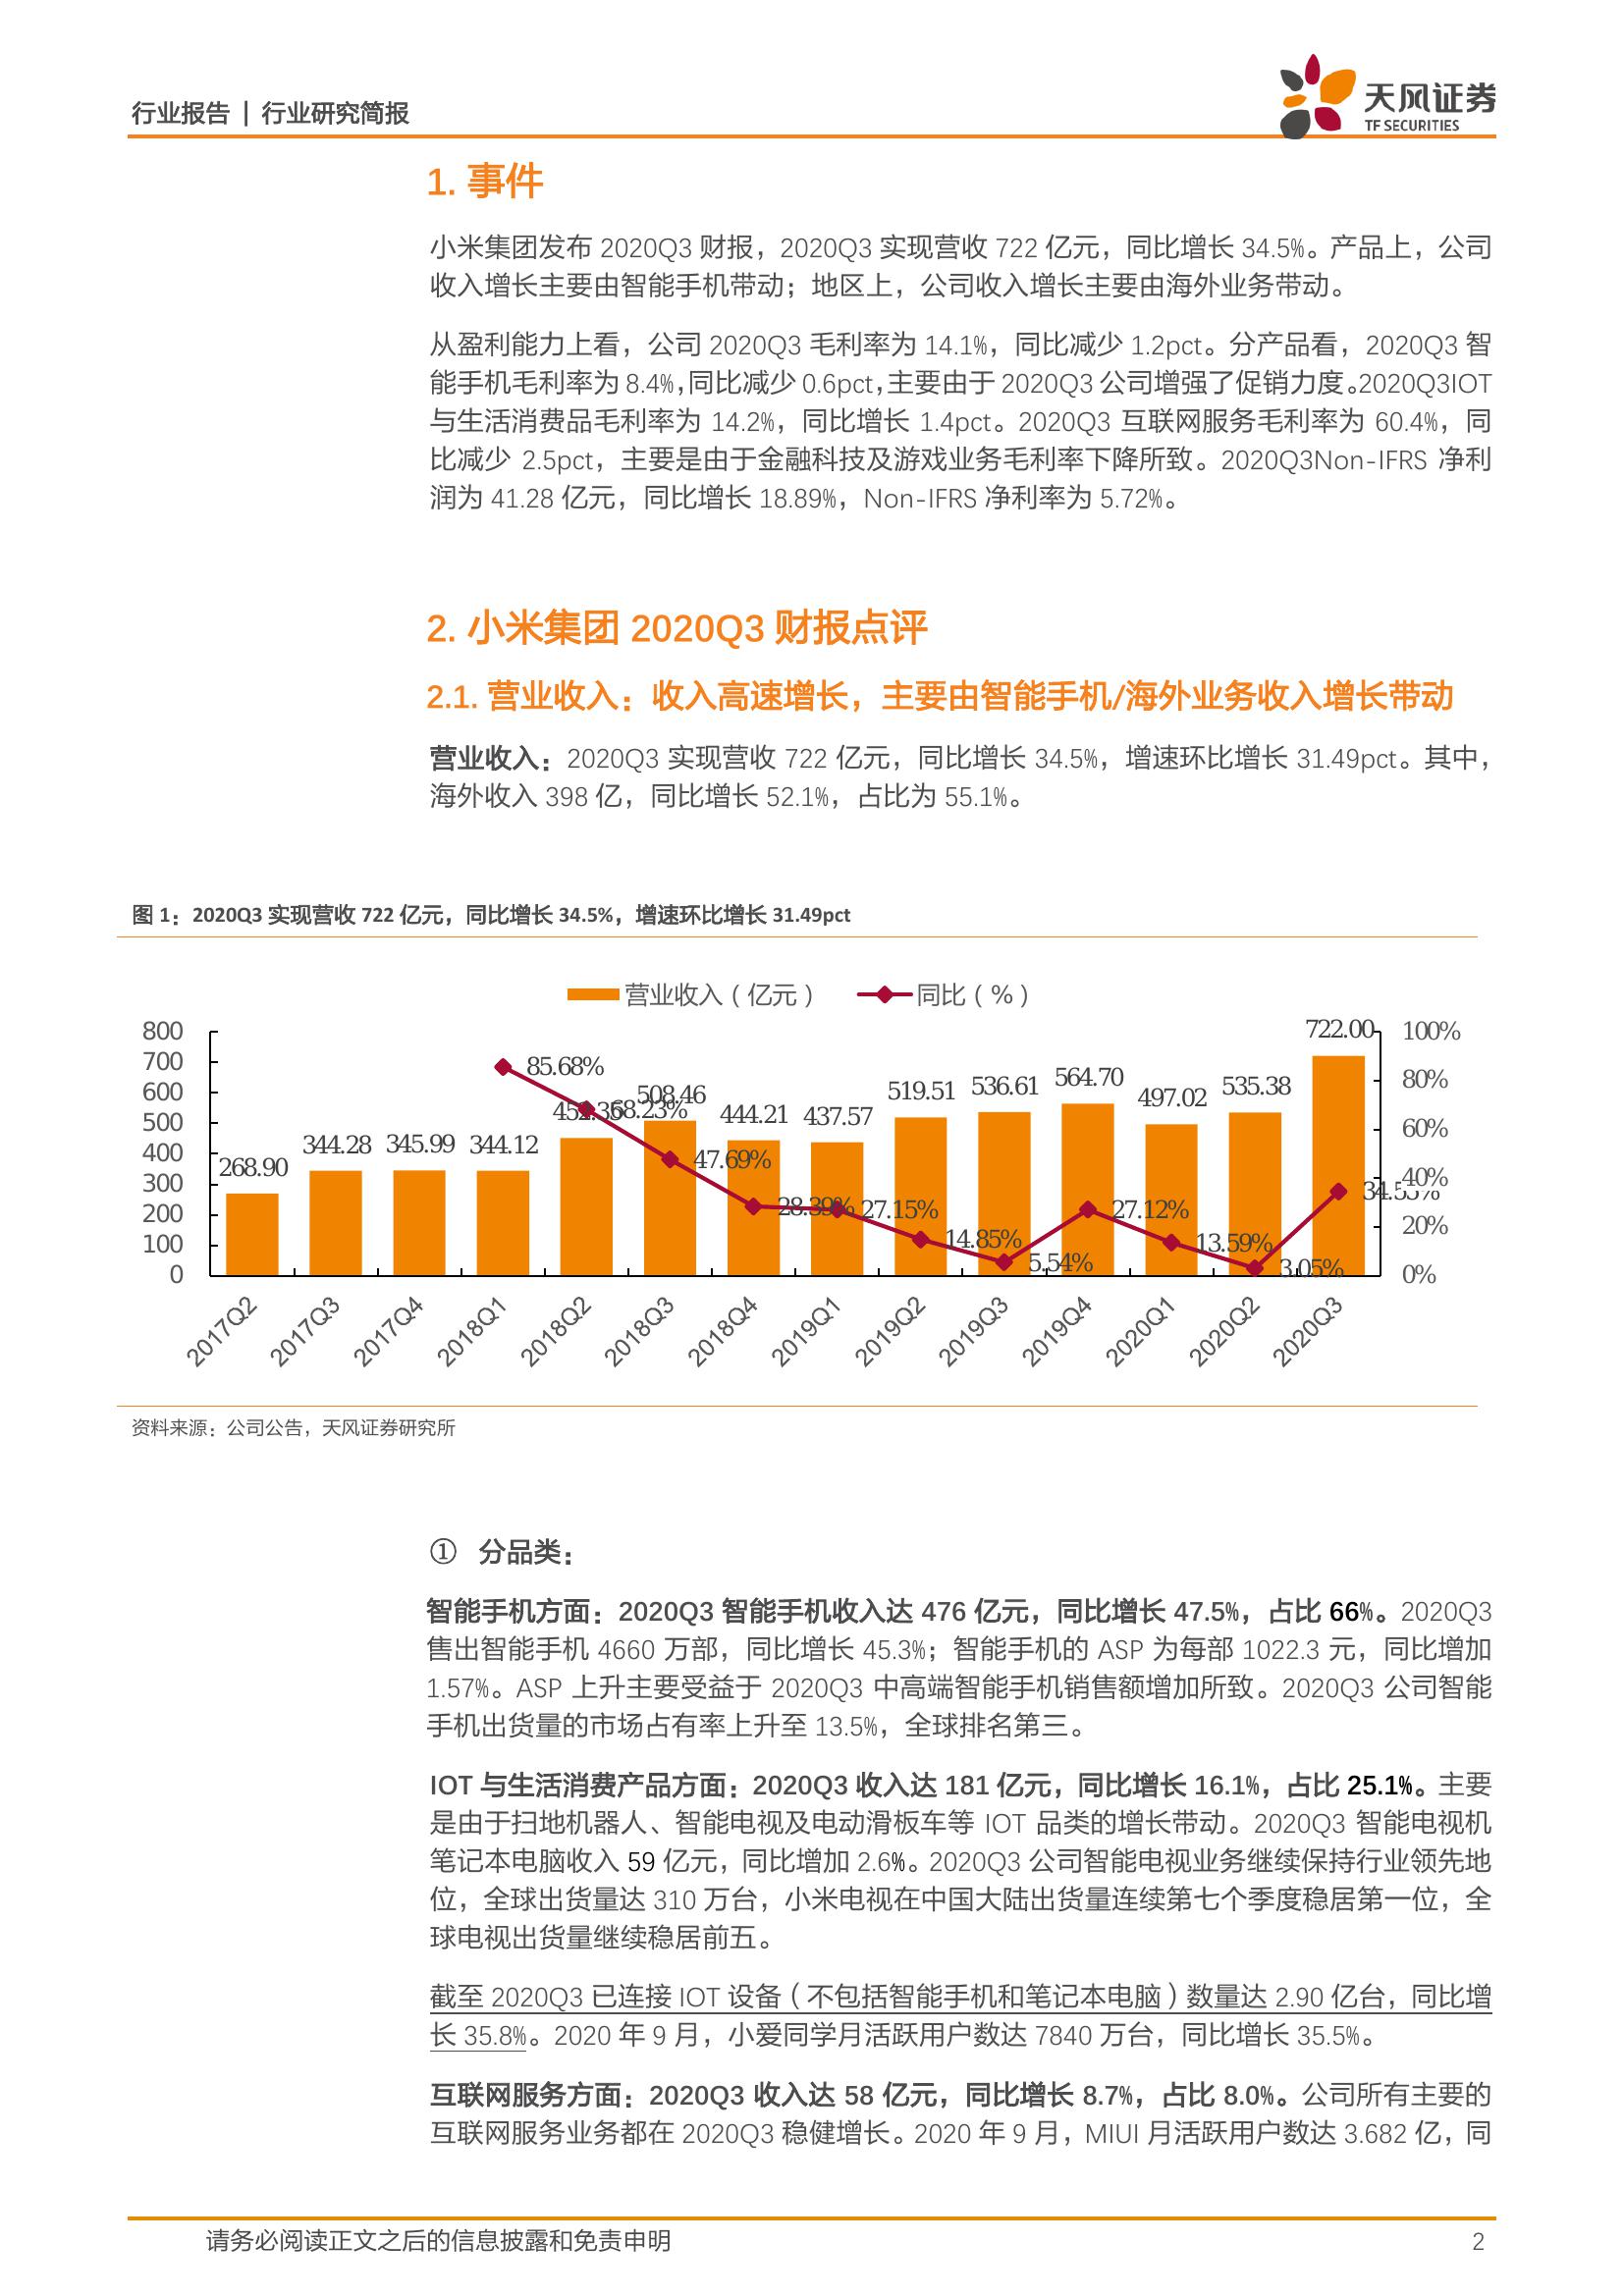 行业报告 | 行业研究简报
天风证券
TF SECURITIES
1. 事件
小米集团发布 2020Q3 财报，2020Q3 实现营收 722 亿元，同比增长 34.5%。产品上，公司
收入增长主要由智能手机带动；地区上，公司收入增长主要由海外业务带动。
从盈利能力上看，公司 2020Q3 毛利率为 14.1%，同比减少 1.2pct。分产品看，2020Q3 智
能手机毛利率为 8.4%，同比减少 0.6pct，主要由于 2020Q3 公司增强了促销力度。2020Q3IOT
与生活消费品毛利率为 14.2%，同比增长 1.4pct。2020Q3 互联网服务毛利率为 60.4%，同
比减少 2.5pct，主要是由于金融科技及游戏业务毛利率下降所致。2020Q3Non-IFRS 净利
润为 41.28 亿元，同比增长 18.89%，Non-IFRS 净利率为 5.72%。
2. 小米集团 2020Q3 财报点评
2.1. 营业收入：收入高速增长，主要由智能手机/海外业务收入增长带动
营业收入：2020Q3 实现营收 722 亿元，同比增长 34.5%，增速环比增长 31.49pct。其中，
海外收入 398 亿，同比增长 52.1%，占比为 55.1%。
图 1：2020Q3 实现营收 722 亿元，同比增长 34.5%，增速环比增长 31.49pct
营业收入（亿元） 同比（%）
800 700 600 500 400 300 200 100 0
268.90 344.28 345.99 344.12 452.35 508.46 444.21 437.57 519.51 536.61 564.70 497.02 535.38 722.00
85.68% 68.23% 47.69% 28.39% 27.15% 14.85% 5.54% 27.12% 13.59% 3.05%
100% 80% 60% 40% 20% 0%
2017Q2 2017Q3 2017Q4 2018Q1 2018Q2 2018Q3 2018Q4 2019Q1 2019Q2 2019Q3 2019Q4 2020Q1 2020Q2 2020Q3
资料来源：公司公告，天风证券研究所
① 分品类：
智能手机方面：2020Q3 智能手机收入达 476 亿元，同比增长 47.5%，占比 66%。2020Q3
售出智能手机 4660 万部，同比增长 45.3%；智能手机的 ASP 为每部 1022.3 元，同比增加
1.57%。ASP 上升主要受益于 2020Q3 中高端智能手机销售额增加所致。2020Q3 公司智能
手机出货量的市场占有率上升至 13.5%，全球排名第三。
IOT 与生活消费产品方面：2020Q3 收入达 181 亿元，同比增长 16.1%，占比 25.1%。主要
是由于扫地机器人、智能电视及电动滑板车等 IOT 品类的增长带动。2020Q3 智能电视机
笔记本电脑收入 59 亿元，同比增加 2.6%。2020Q3 公司智能电视业务继续保持行业领先地
位，全球出货量达 310 万台，小米电视在中国大陆出货量连续第七个季度稳居第一位，全
球电视出货量继续稳居前五。
截至 2020Q3 已连接 IOT 设备（不包括智能手机和笔记本电脑）数量达 2.90 亿台，同比增
长 35.8%。2020 年 9 月，小爱同学月活跃用户数达 7840 万台，同比增长 35.5%。
互联网服务方面：2020Q3 收入达 58 亿元，同比增长 8.7%，占比 8.0%。公司所有主要的
互联网服务业务都在 2020Q3 稳健增长。2020 年 9 月，MIUI 月活跃用户数达 3.682 亿，同
请务必阅读正文之后的信息披露和免责申明 2